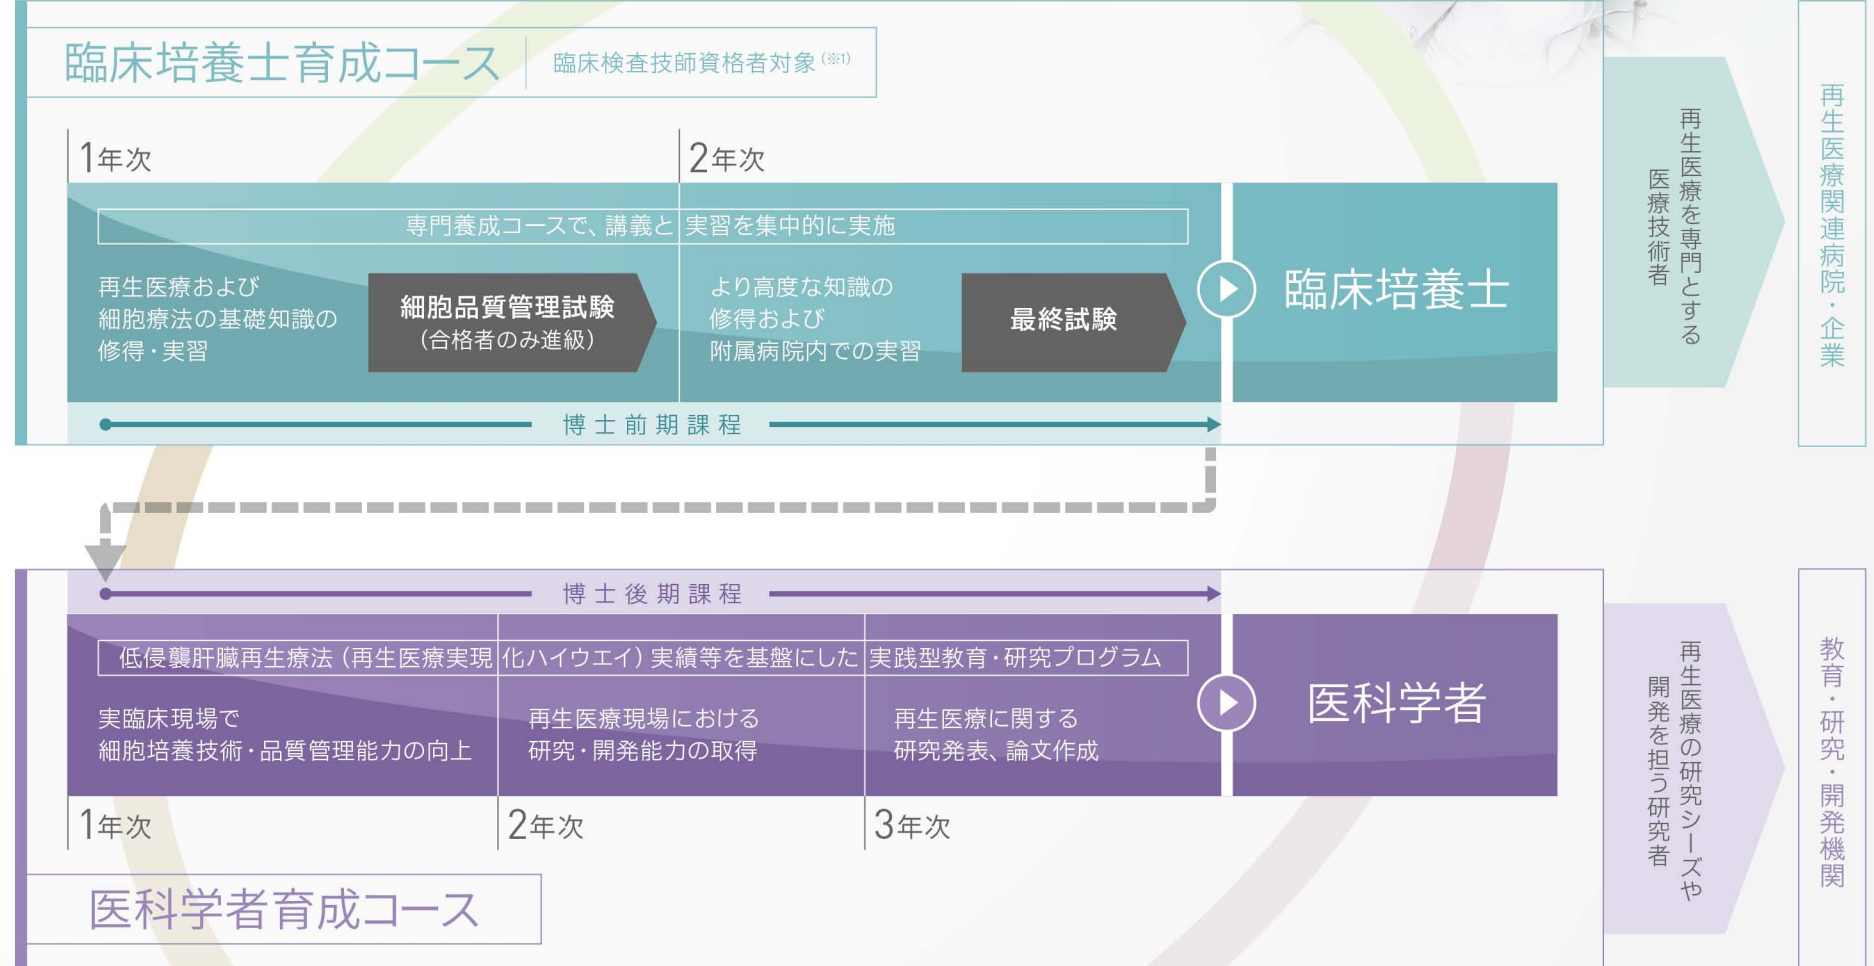 臨床培養士育成コース
臨床検査技師資格者対象(※1)
1年次
2年次
専門養成コースで、講義と実習を集中的に実施
再生医療および
細胞療法の基礎知識の
修得・実習
細胞品質管理試験
(合格者のみ進級)
より高度な知識の
修得および
附属病院内での実習
最終試験
臨床培養士
博士前期課程
再生医療を専門とする
医療技術者
再生医療関連病院・企業
博士後期課程
低侵襲肝臓再生療法(再生医療実現化ハイウエイ)実績等を基盤にした実践型教育・研究プログラム
実臨床現場で
細胞培養技術・品質管理能力の向上
再生医療現場における
研究・開発能力の取得
再生医療に関する
研究発表、論文作成
医科学者
1年次
2年次
3年次
医科学者育成コース
再生医療の研究シーズや
開発を担う研究者
教育・研究・開発機関